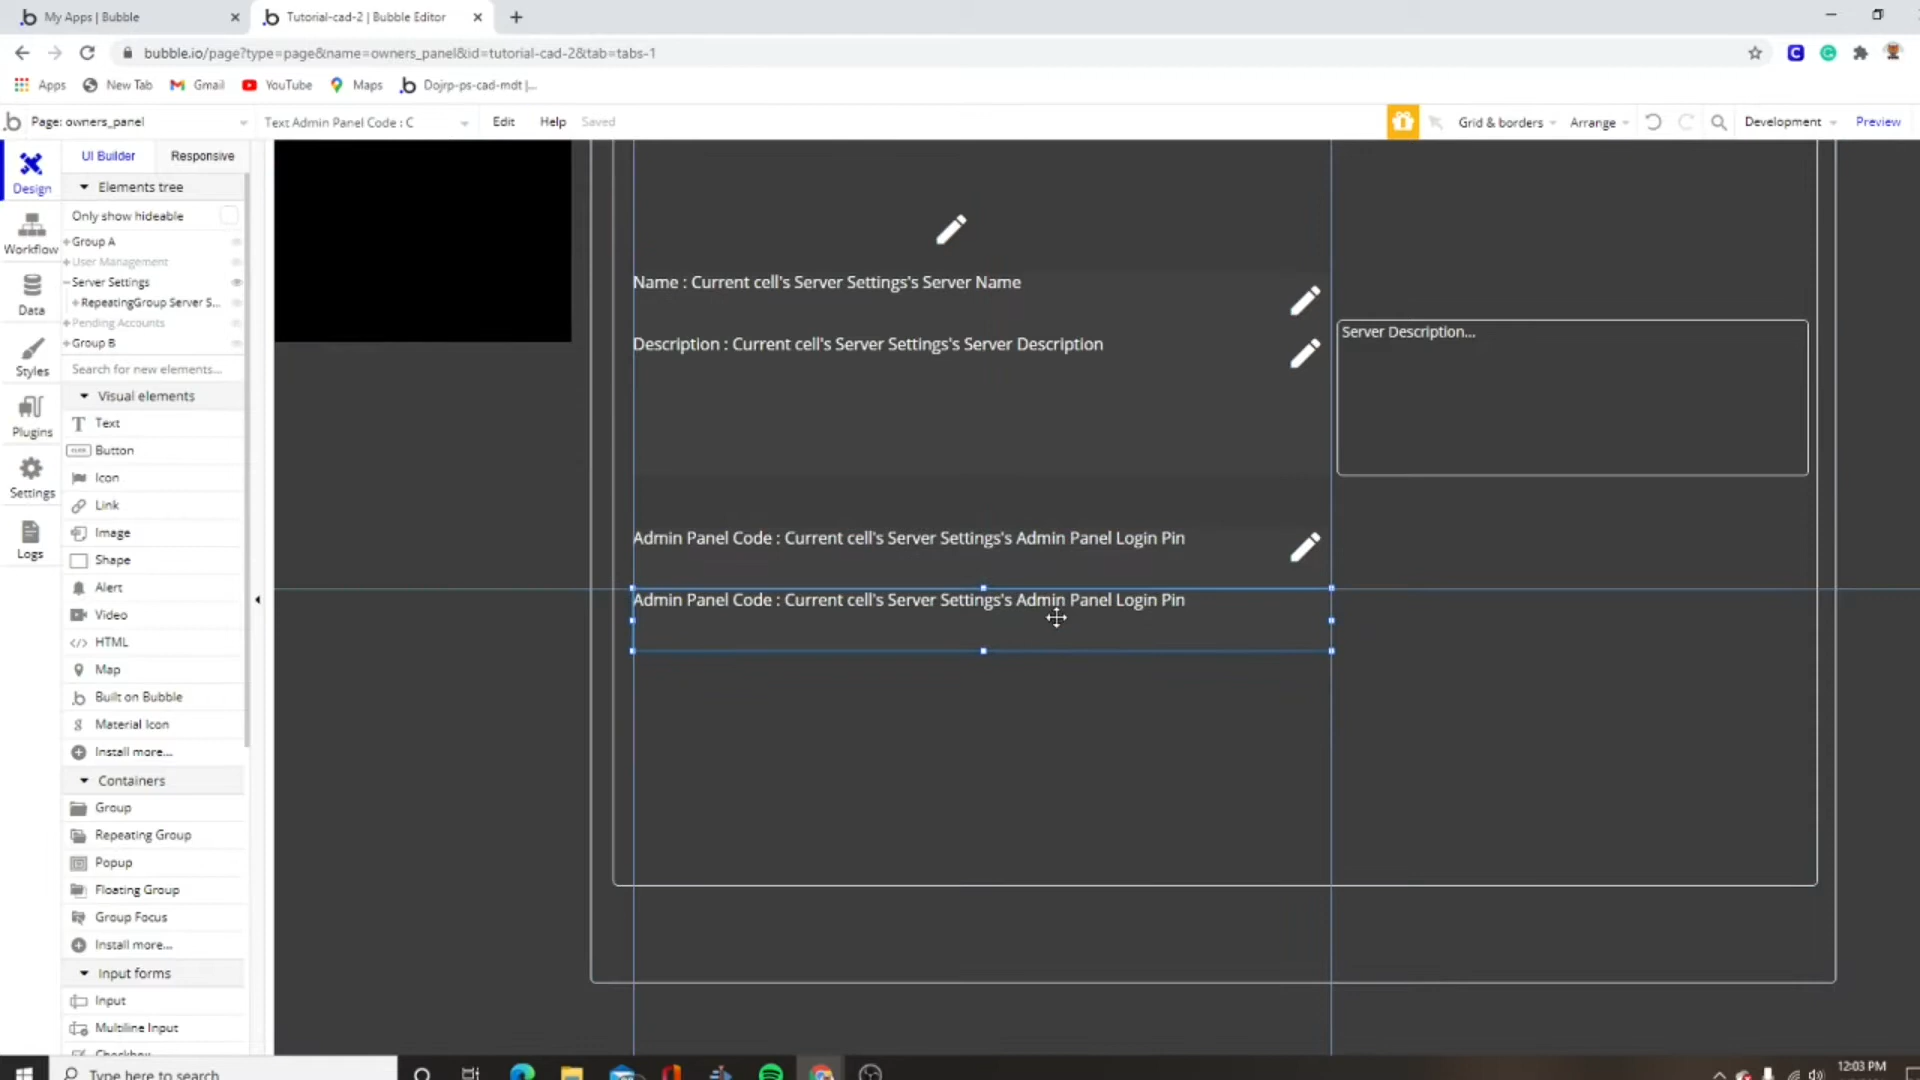 My Apps | Bubble
Tutorial-cad-2 | Bubble Editor
bubble.io/page?type=page&name=owners_panel&id=tutorial-cad-2&tab=tabs-1
Apps
New Tab
Gmail
YouTube
Maps
Dojrp-ps-cad-mdt |...
Page: owners_panel
Text Admin Panel Code : C
Edit
Help
Saved
Grid & borders
Arrange
Development
Preview
Design
Workflow
Data
Styles
Plugins
Settings
Logs
UI Builder
Responsive
Elements tree
Only show hideable
Group A
User Management
Server Settings
RepeatingGroup Server S...
Pending Accounts
Group B
Search for new elements...
Visual elements
Text
Button
Icon
Link
Image
Shape
Alert
Video
HTML
Map
Built on Bubble
Material Icon
Install more...
Containers
Group
Repeating Group
Popup
Floating Group
Group Focus
Install more...
Input forms
Input
Multiline Input
Checkbox
Name : Current cell's Server Settings's Server Name
Description : Current cell's Server Settings's Server Description
Server Description...
Admin Panel Code : Current cell's Server Settings's Admin Panel Login Pin
Admin Panel Code : Current cell's Server Settings's Admin Panel Login Pin
Type here to search
12:03 PM